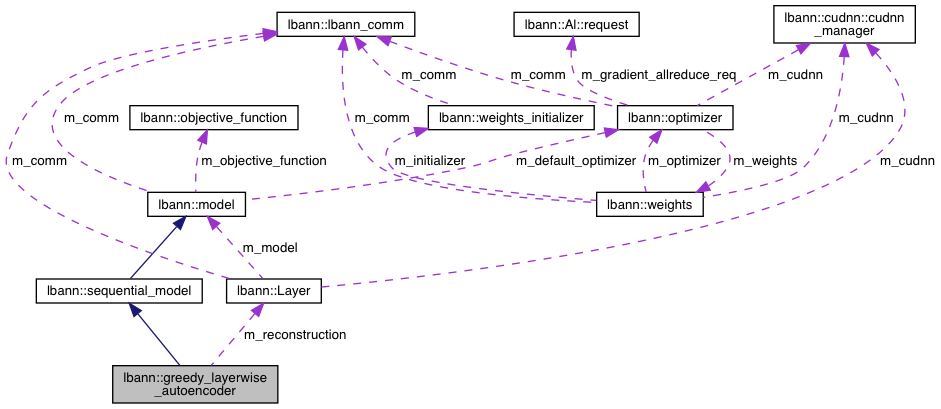 lbann::lbann_comm
lbann::Al::request
lbann::cudnn::cudnn
_manager
m_comm
m_comm
m_gradient_allreduce_req
m_cudnn
m_comm
lbann::objective_function
m_comm
lbann::weights_initializer
lbann::optimizer
m_cudnn
m_comm
m_objective_function
m_initializer
m_default_optimizer
m_optimizer
m_weights
m_cudnn
lbann::model
lbann::weights
m_model
lbann::sequential_model
lbann::Layer
m_reconstruction
lbann::greedy_layerwise
_autoencoder